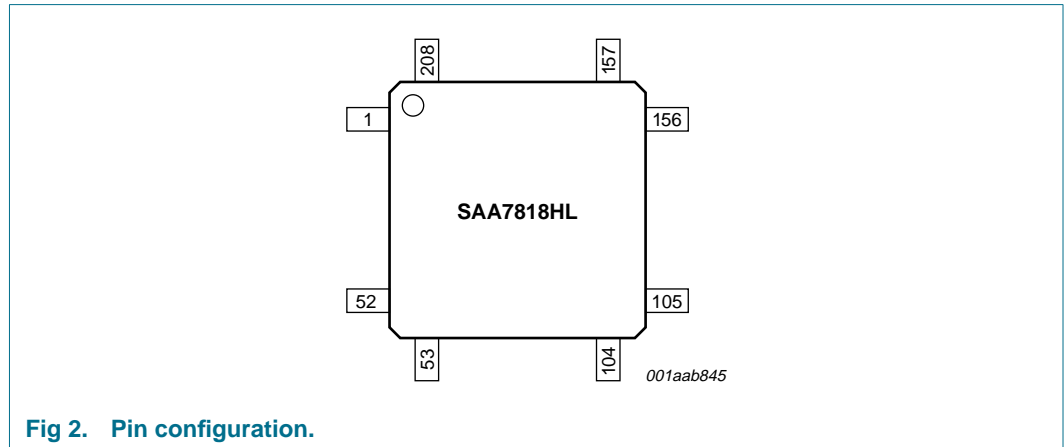 208
157
1
156
SAA7818HL
52
105
53
104
001aab845
Fig 2. Pin configuration.